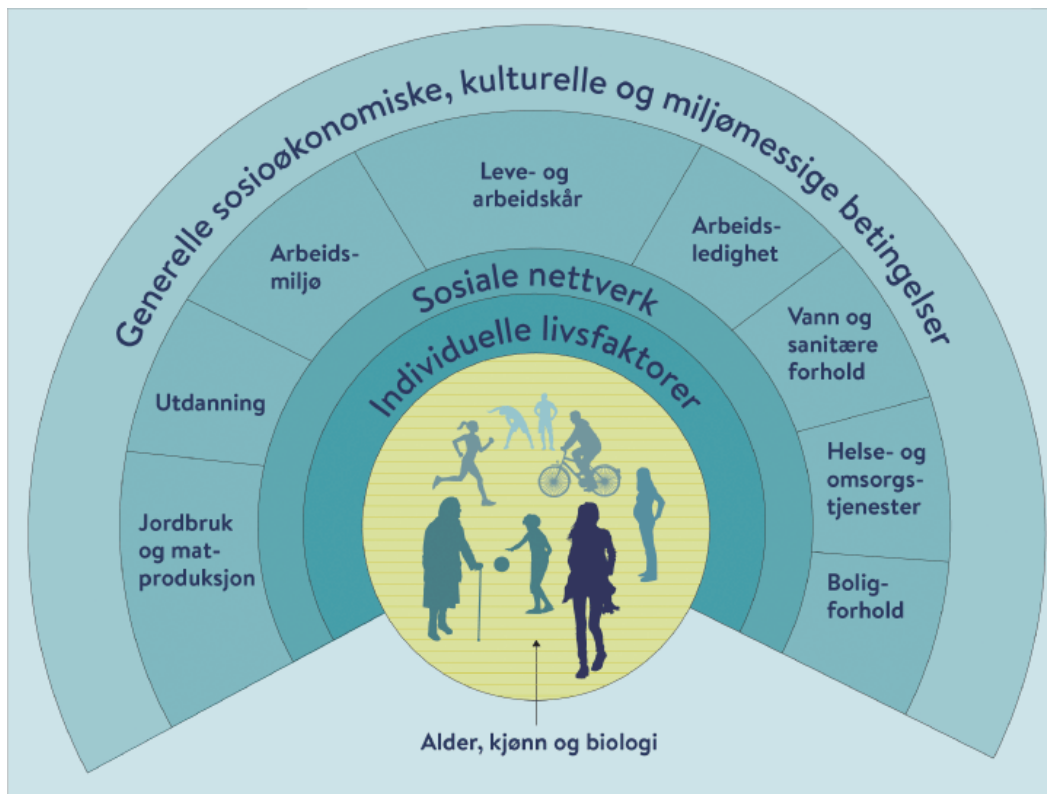 Generelle sosioøkonomiske, kulturelle og miljømessige betingelser
Leve- og
arbeidskår
Arbeids-
miljø
Arbeids-
ledighet
Sosiale nettverk
Vann og
sanitære
forhold
Individuelle livsfaktorer
Utdanning
Helse- og
omsorgs-
tjenester
Jordbruk
og mat-
produksjon
Bolig-
forhold
Alder, kjønn og biologi